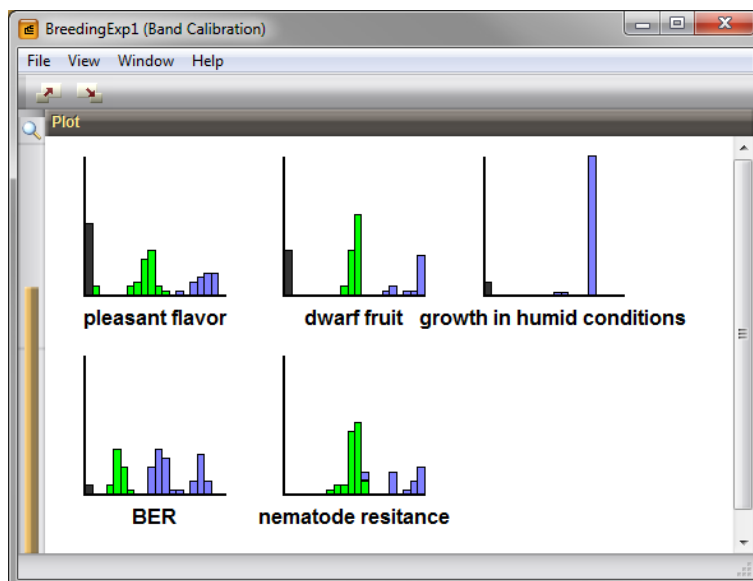 BreedingExp1 (Band Calibration)
File View Window Help
Plot
pleasant flavor dwarf fruit growth in humid conditions
BER nematode resitance